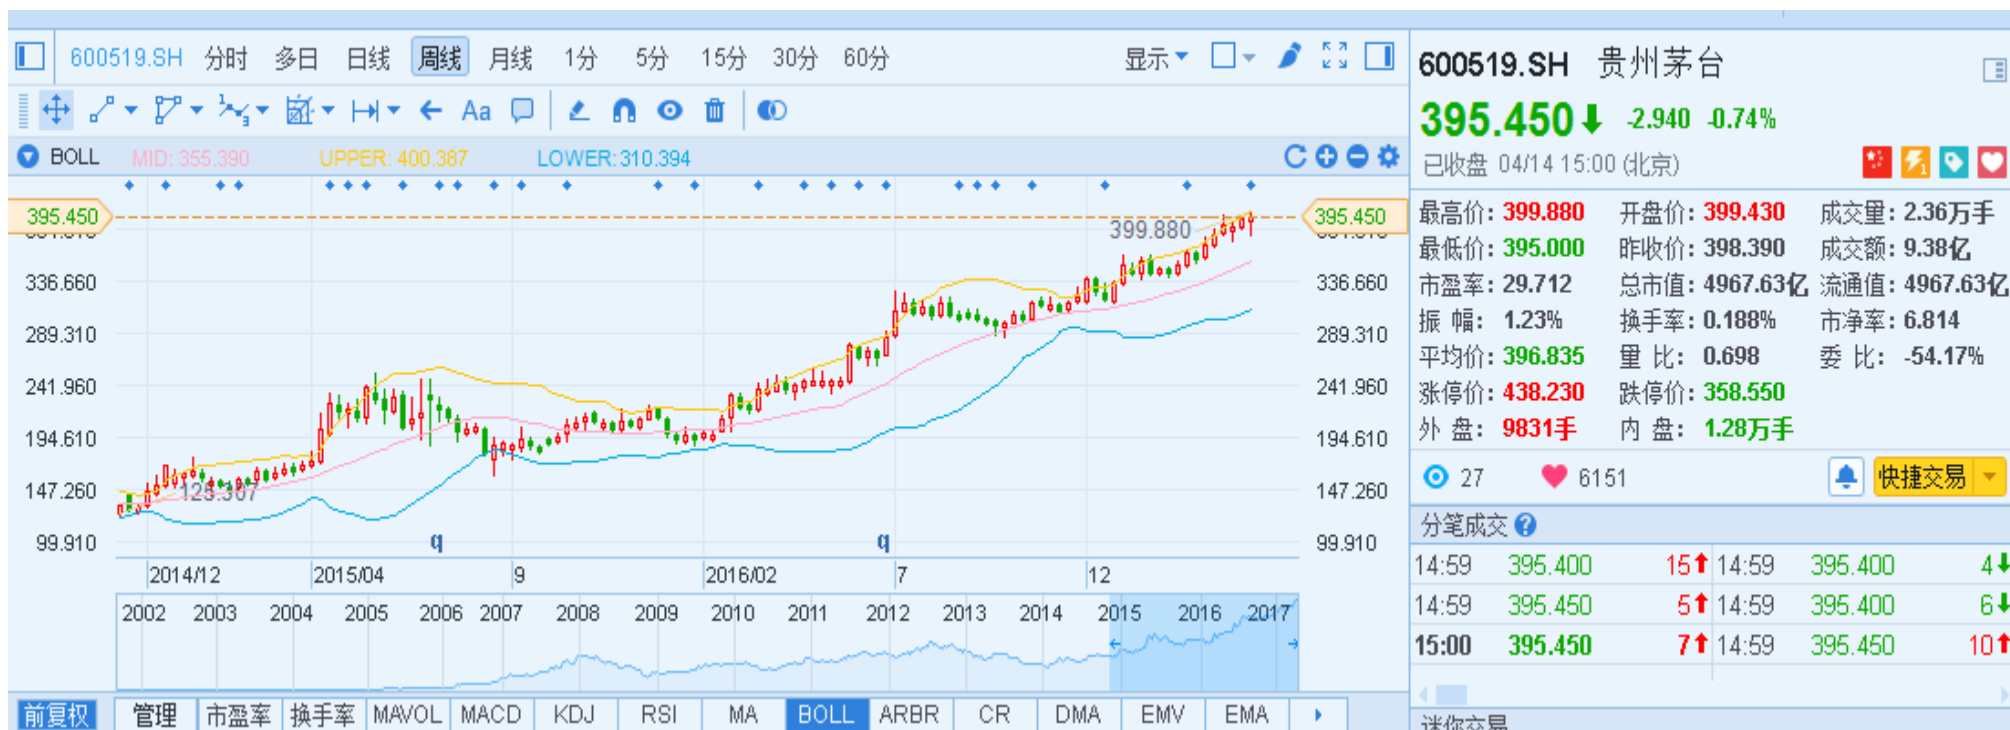 600519.SH 分时 多日 日线 周线 月线 1分 5分 15分 30分 60分 显示
Aa
BOLL MID: 355.390 UPPER: 400.387 LOWER:310.394
395.450 395.450
399.880
336.660 336.660
289.310 289.310
241.960 241.960
194.610 194.610
147.260 147.260
99.910 99.910
q q
2014/12 2015/04 9 2016/02 7 12
2002 2003 2004 2005 2006 2007 2008 2009 2010 2011 2012 2013 2014 2015 2016 2017
前复权 管理 市盈率 换手率 MAVOL MACD KDJ RSI MA BOLL ARBR CR DMA EMV EMA
600519.SH 贵州茅台
395.450 -2.940 -0.74%
已收盘 04/14 15:00 (北京)
最高价: 399.880 开盘价: 399.430 成交量: 2.36万手
最低价: 395.000 昨收价: 398.390 成交额: 9.38亿
市盈率: 29.712 总市值: 4967.63亿 流通值: 4967.63亿
振 幅: 1.23% 换手率: 0.188% 市净率: 6.814
平均价: 396.835 量 比: 0.698 委 比: -54.17%
涨停价: 438.230 跌停价: 358.550
外 盘: 9831手 内 盘: 1.28万手
27 6151 快捷交易
分笔成交
14:59 395.400 15 14:59 395.400 4
14:59 395.450 5 14:59 395.400 6
15:00 395.450 7 14:59 395.450 10
迷你交易